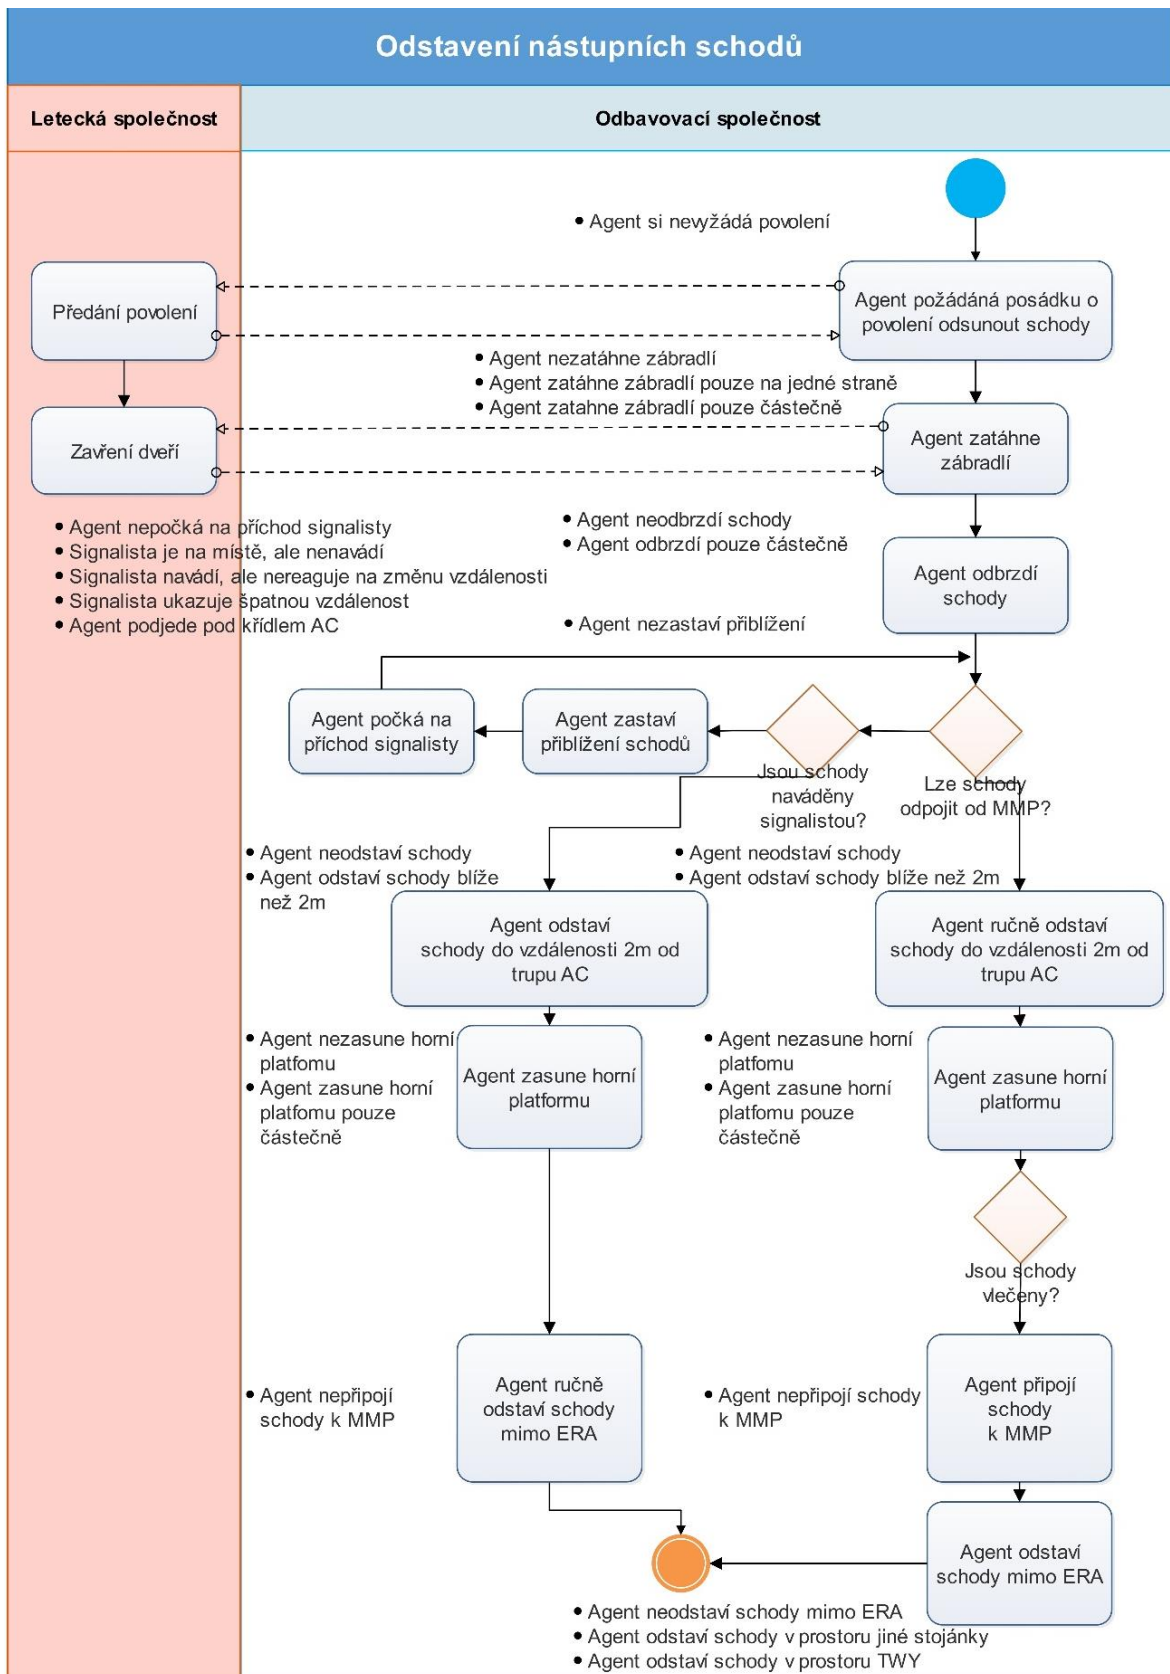 Odstavení nástupních schodů
Letecká společnost
Odbavovací společnost
• Agent si nevyžádá povolení
Předání povolení
Agent požádáná posádku o
povolení odsunout schody
• Agent nezatáhne zábradlí
• Agent zatáhne zábradlí pouze na jedné straně
• Agent zatahne zábradlí pouze částečně
Zavření dveří
Agent zatáhne
zábradlí
• Agent nepočká na příchod signalisty
• Signalista je na místě, ale nenavádí
• Signalista navádí, ale nereaguje na změnu vzdálenosti
• Signalista ukazuje špatnou vzdálenost
• Agent podjede pod křídlem AC
• Agent neodbrzdí schody
• Agent odbrzdí pouze částečně
Agent odbrzdí
schody
• Agent nezastaví přiblížení
Agent počká na
příchod signalisty
Agent zastaví
přiblížení schodů
Jsou schody
naváděny
signalistou?
Lze schody
odpojit od MMP?
• Agent neodstaví schody
• Agent odstaví schody blíže
než 2m
• Agent neodstaví schody
• Agent odstaví schody blíže než 2m
Agent odstaví
schody do vzdálenosti 2m od
trupu AC
Agent ručně odstaví
schody do vzdálenosti 2m od
trupu AC
• Agent nezasune horní
platfomu
• Agent zasune horní
platfomu pouze
částečně
Agent zasune horní
platformu
• Agent nezasune horní
platfomu
• Agent zasune horní
platfomu pouze
částečně
Agent zasune horní
platformu
Jsou schody
vlečeny?
• Agent nepřipojí
schody k MMP
Agent ručně
odstaví schody
mimo ERA
• Agent nepřipojí schody
k MMP
Agent připojí
schody
k MMP
Agent odstaví
schody mimo ERA
• Agent neodstaví schody mimo ERA
• Agent odstaví schody v prostoru jiné stojánky
• Agent odstaví schody v prostoru TWY